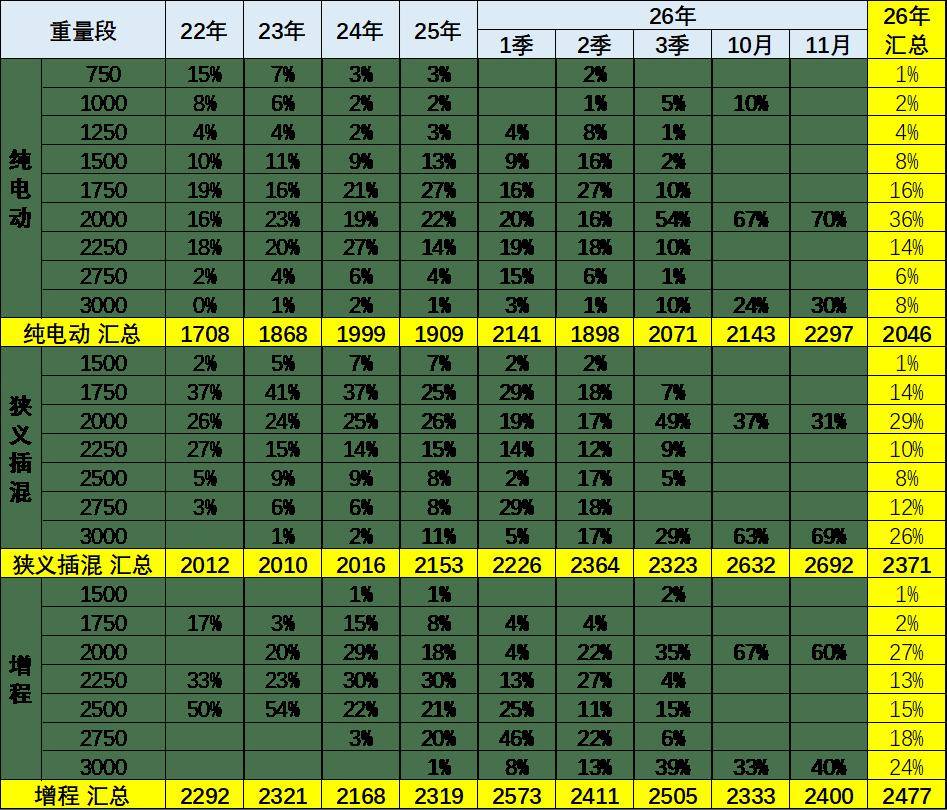 重量段 22年 23年 24年 25年 26年 26年汇总
1季 2季 3季 10月 11月
纯电动
750 15% 7% 3% 3% 2% 1%
1000 8% 6% 2% 2% 1% 5% 10% 2%
1250 4% 4% 2% 3% 4% 8% 1% 4%
1500 10% 11% 9% 13% 9% 16% 2% 8%
1750 19% 16% 21% 27% 16% 27% 10% 16%
2000 16% 23% 19% 22% 20% 16% 54% 67% 70% 36%
2250 18% 20% 27% 14% 19% 18% 10% 14%
2750 2% 4% 6% 4% 15% 6% 1% 6%
3000 0% 1% 2% 1% 3% 1% 10% 24% 30% 8%
纯电动 汇总 1708 1868 1999 1909 2141 1898 2071 2143 2297 2046
狭义插混
1500 2% 5% 7% 7% 2% 2% 1%
1750 37% 41% 37% 25% 29% 18% 7% 14%
2000 26% 24% 25% 26% 19% 17% 49% 37% 31% 29%
2250 27% 15% 14% 15% 14% 12% 9% 10%
2500 5% 9% 9% 8% 2% 17% 5% 8%
2750 3% 6% 6% 8% 29% 18% 12%
3000 1% 2% 11% 5% 17% 29% 63% 69% 26%
狭义插混 汇总 2012 2010 2016 2153 2226 2364 2323 2632 2692 2371
增程
1500 1% 1% 2% 1%
1750 17% 3% 15% 8% 4% 4% 2%
2000 20% 29% 18% 4% 22% 35% 67% 60% 27%
2250 33% 23% 30% 30% 13% 27% 4% 13%
2500 50% 54% 22% 21% 25% 11% 15% 15%
2750 3% 20% 46% 22% 6% 18%
3000 1% 8% 13% 39% 33% 40% 24%
增程 汇总 2292 2321 2168 2319 2573 2411 2505 2333 2400 2477